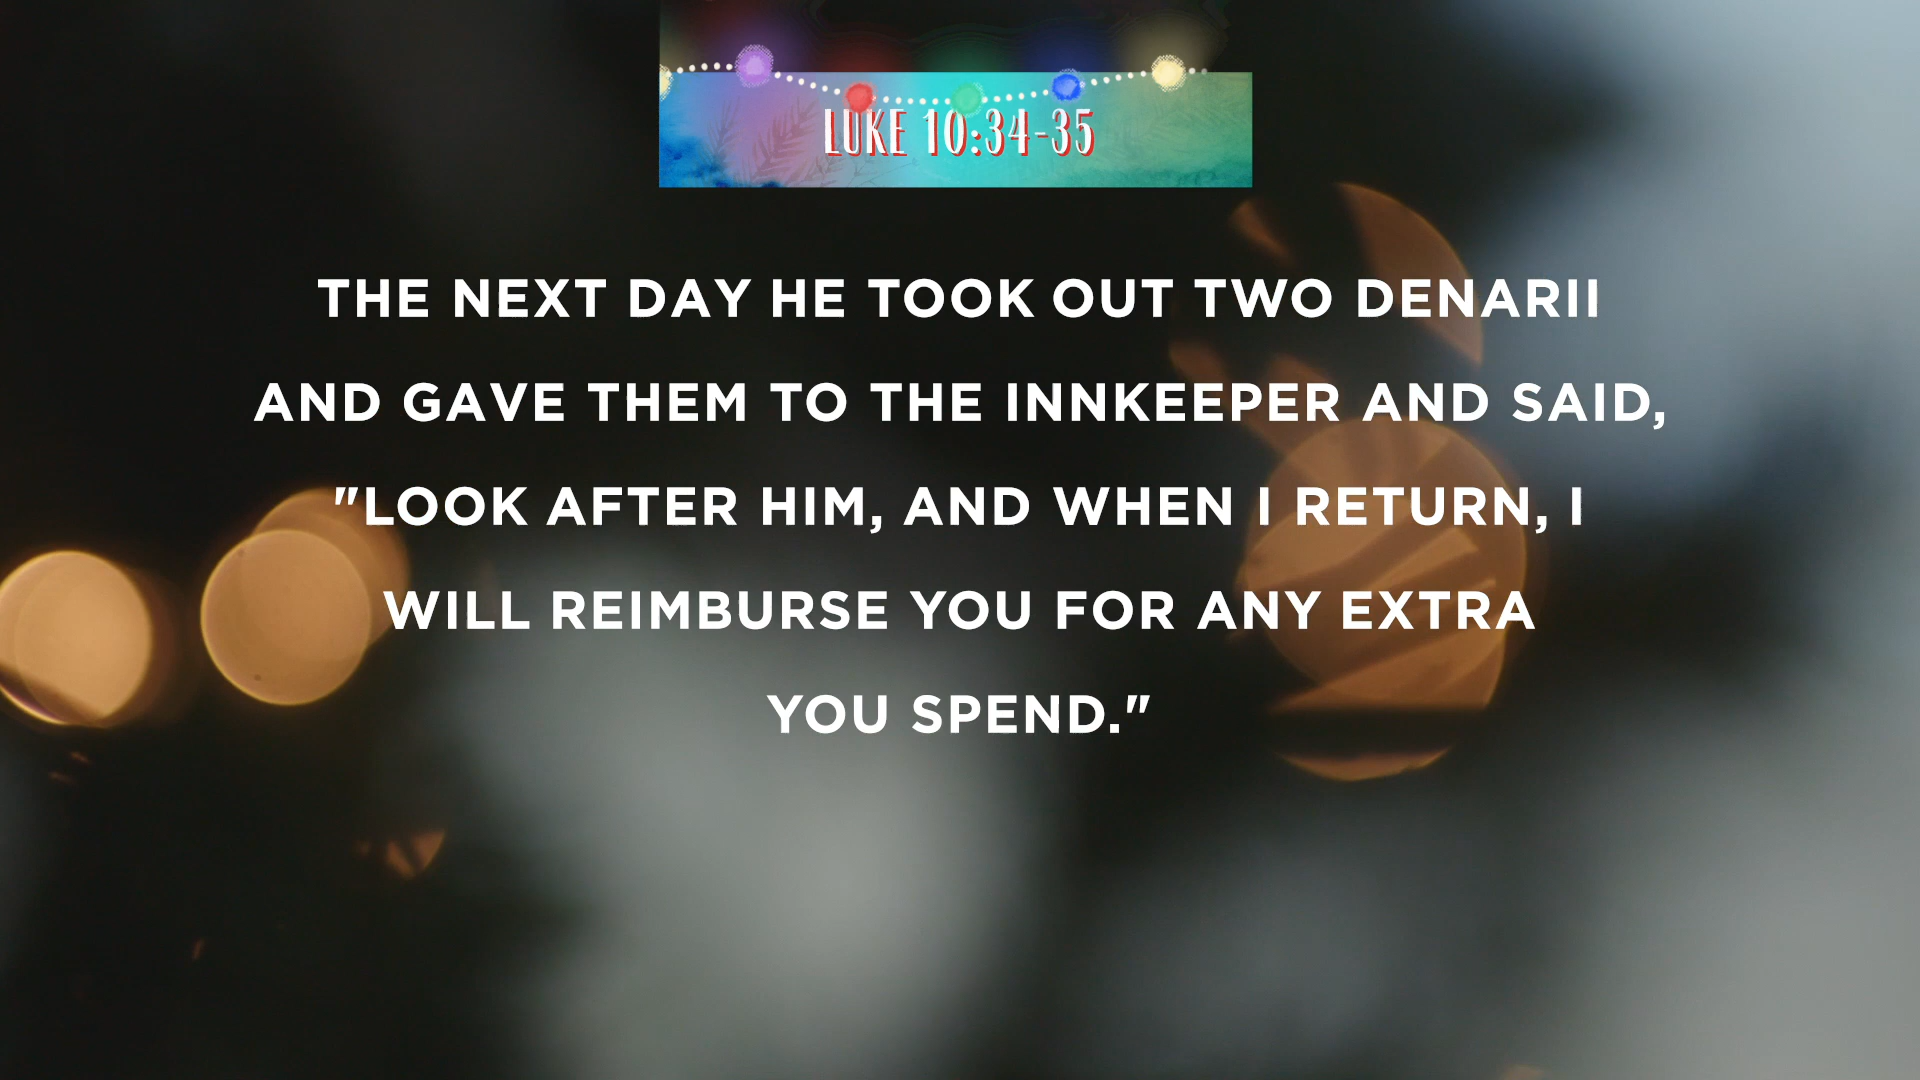 LUKE 10:34-35
THE NEXT DAY HE TOOK OUT TWO DENARII
AND GAVE THEM TO THE INNKEEPER AND SAID,
"LOOK AFTER HIM, AND WHEN I RETURN, I
WILL REIMBURSE YOU FOR ANY EXTRA
YOU SPEND."